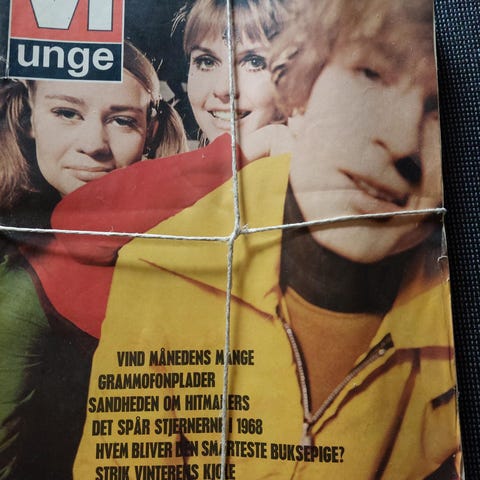 VI
unge
VIND MÅNEDENS MANGE
GRAMMOFONPLADER
SANDHEDEN OM HITMAKERS
DET SPÅR STJERNERNE I 1968
HVEM BLIVER DEN SMARTESTE BUKSEPIGE?
STRIK VINTERENS KJOLE